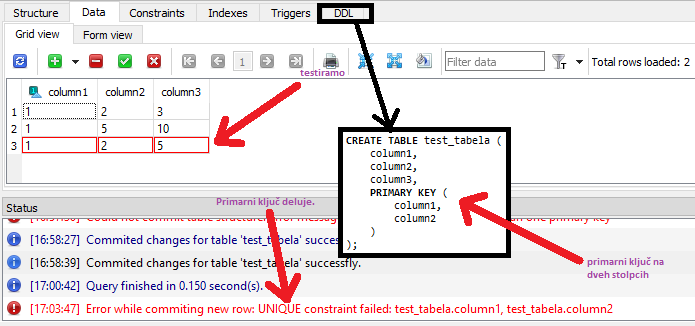 Structure Data Constraints Indexes Triggers DDL
Grid view Form view
1 Filter data Total rows loaded: 2
column1 column2 column3
testiramo
1 1 2 3
2 1 5 10
3 1 2 5
CREATE TABLE test_tabela (
column1,
column2,
column3,
PRIMARY KEY (
column1,
column2
)
);
Status
Primarni ključ deluje.
primarni ključ na
dveh stolpcih
could not commit table structure. Error messag one primary key
[16:58:27] Commited changes for table 'test_tabela' successf
[16:58:39] Commited changes for table 'test_tabela' successfly.
[17:00:42] Query finished in 0.150 second(s).
[17:03:47] Error while commiting new row: UNIQUE constraint failed: test_tabela.column1, test_tabela.column2